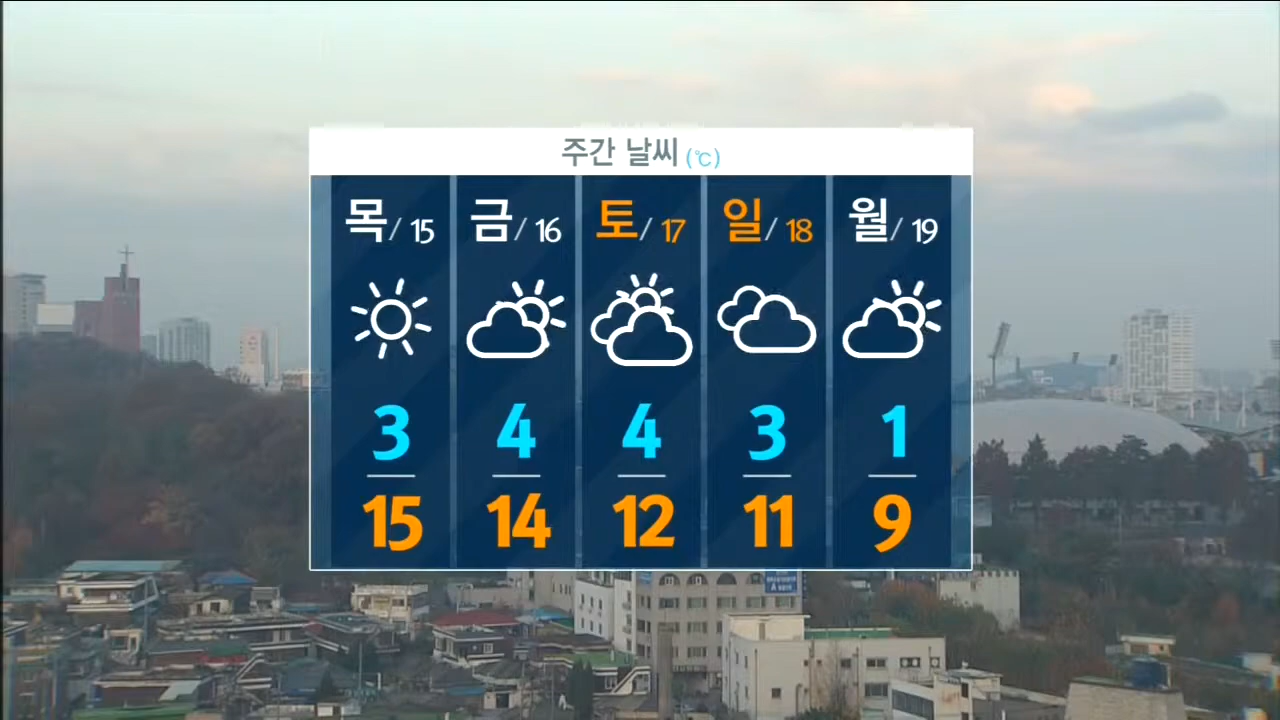 주간 날씨 (℃)
목/ 15 금/ 16 토/ 17 일/ 18 월/ 19
3 4 4 3 1
15 14 12 11 9